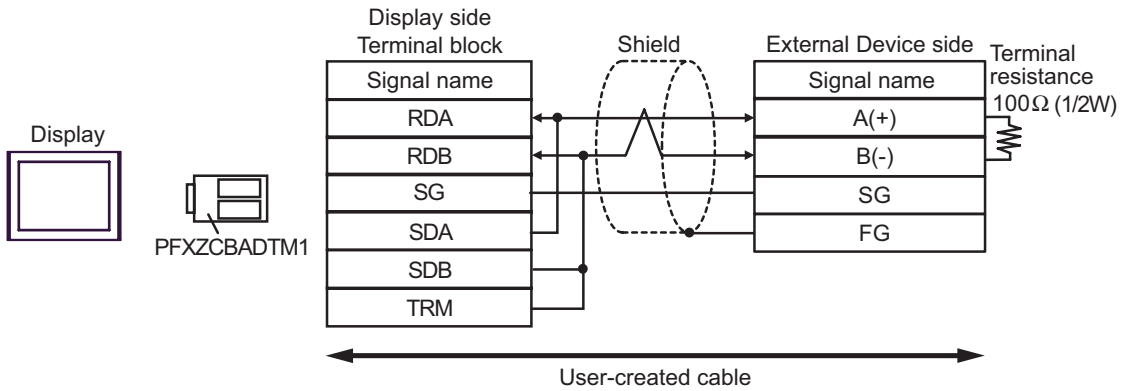 Display side
Terminal block
Shield
External Device side
Terminal
resistance
100Ω (1/2W)
Signal name
Signal name
RDA
A(+)
RDB
B(-)
SG
SG
SDA
FG
SDB
TRM
Display
PFXZCBADTM1
User-created cable